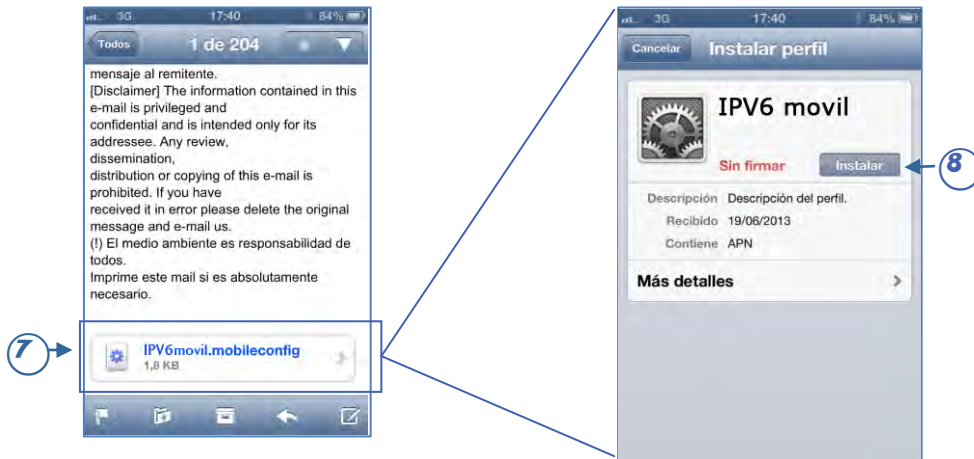 3G 17:40 84%
Todos 1 de 204
mensaje al remitente.
[Disclaimer] The information contained in this
e-mail is privileged and
confidential and is intended only for its
addressee. Any review,
dissemination,
distribution or copying of this e-mail is
prohibited. If you have
received it in error please delete the original
message and e-mail us.
(!) El medio ambiente es responsabilidad de
todos.
Imprime este mail si es absolutamente
necesario.
7
IPV6movil.mobileconfig
1,8 KB
3G 17:40 84%
Cancelar Instalar perfil
IPV6 movil
Sin firmar Instalar
8
Descripción Descripción del perfil.
Recibido 19/06/2013
Contiene APN
Más detalles